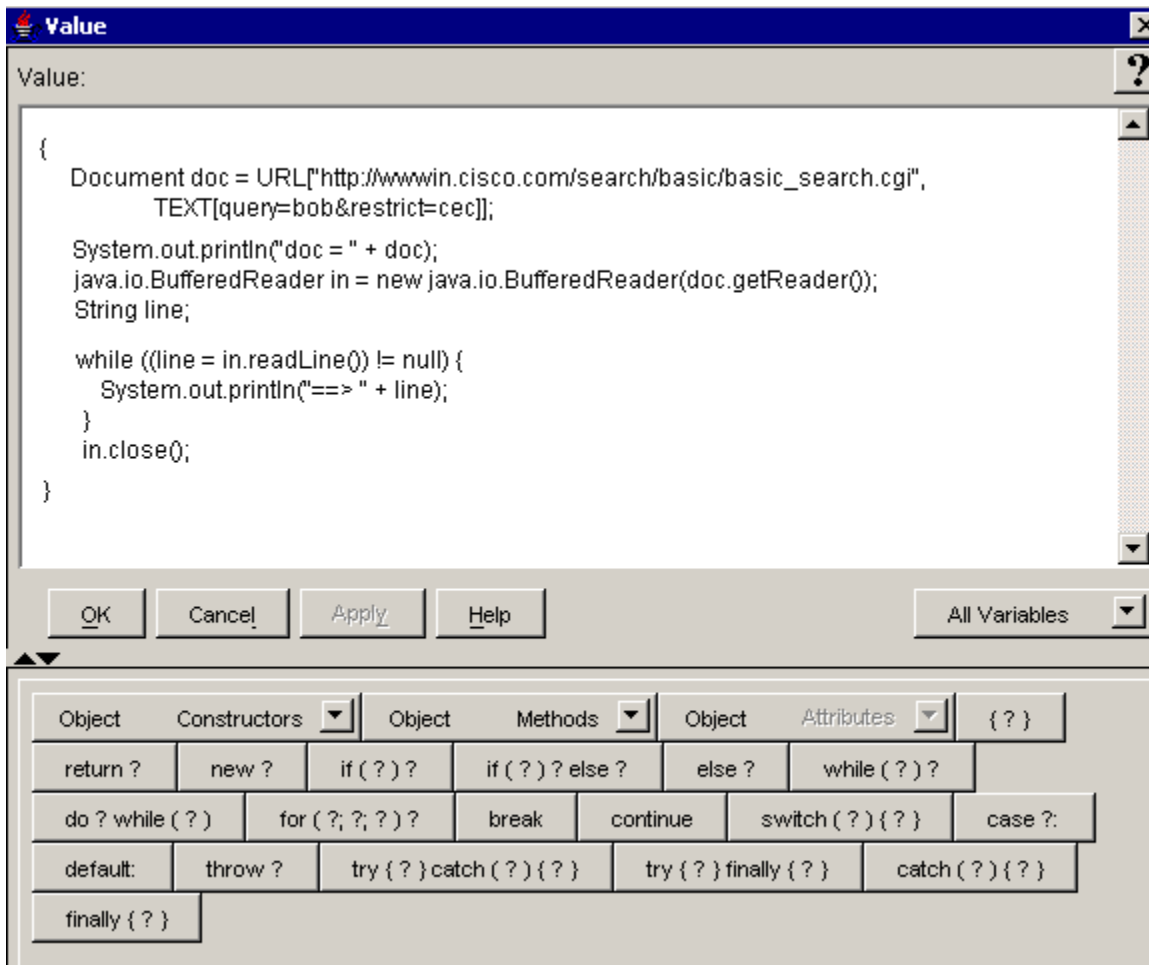 Value
Value:
?
{
Document doc = URL["http://wwwin.cisco.com/search/basic/basic_search.cgi",
TEXT[query=bob&restrict=cec]];
System.out.println("doc = " + doc);
java.io.BufferedReader in = new java.io.BufferedReader(doc.getReader());
String line;
while ((line = in.readLine()) != null) {
System.out.println("==> " + line);
}
in.close();
}
OK Cancel Apply Help All Variables
Object Constructors Object Methods Object Attributes { ? }
return ? new ? if ( ? ) ? if ( ? ) ? else ? else ? while ( ? ) ?
do ? while ( ? ) for ( ?; ?; ? ) ? break continue switch ( ? ) { ? } case ?:
default: throw ? try { ? } catch ( ? ) { ? } try { ? } finally { ? } catch ( ? ) { ? }
finally { ? }